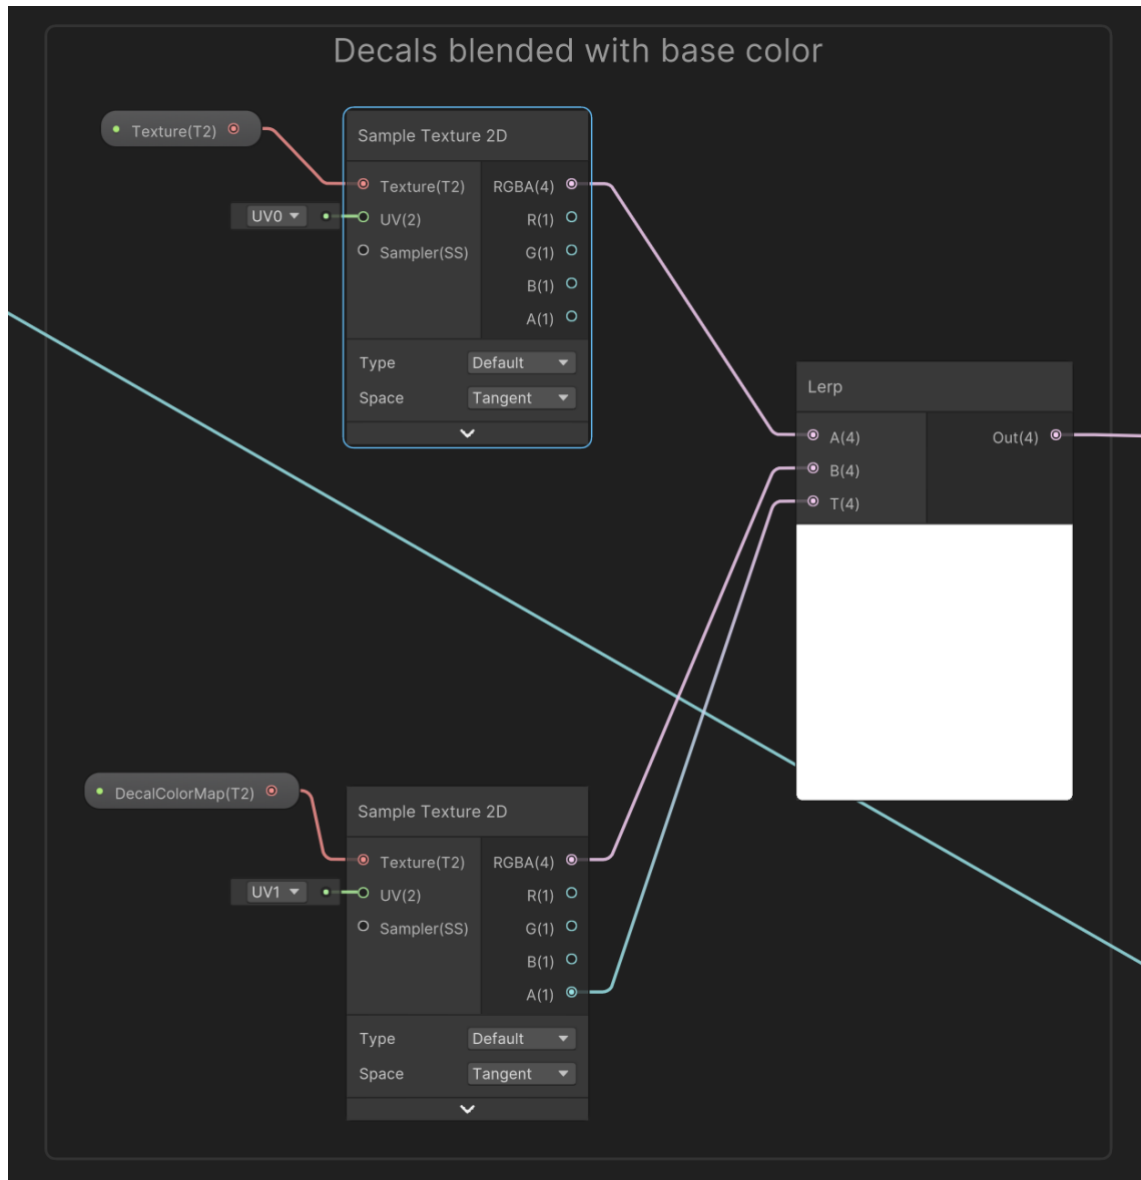 Decals blended with base color
Texture(T2)
Sample Texture 2D
Texture(T2) RGBA(4)
UV0
UV(2) R(1)
Sampler(SS) G(1)
B(1)
A(1)
Type Default
Space Tangent
Lerp
A(4) Out(4)
B(4)
T(4)
DecalColorMap(T2)
Sample Texture 2D
Texture(T2) RGBA(4)
UV1
UV(2) R(1)
Sampler(SS) G(1)
B(1)
A(1)
Type Default
Space Tangent